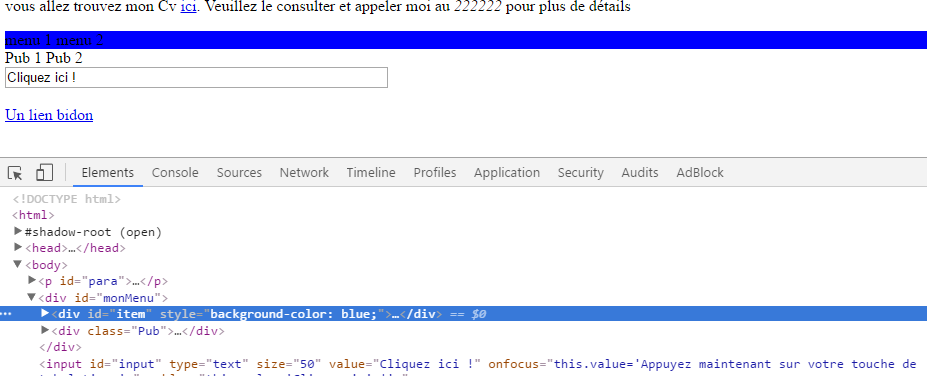 vous allez trouvez mon Cv ici. Veuillez le consulter et appeler moi au 222222 pour plus de détails
menu 1 menu 2
Pub 1 Pub 2
Cliquez ici !
Un lien bidon
Elements Console Sources Network Timeline Profiles Application Security Audits AdBlock
<!DOCTYPE html>
<html>
▶#shadow-root (open)
▶<head>…</head>
▼<body>
▶<p id="para">…</p>
▼<div id="monMenu">
… ▶<div id="item" style="background-color: blue;">…</div> == $0
▶<div class="Pub">…</div>
</div>
<input id="input" type="text" size="50" value="Cliquez ici !" onfocus="this.value='Appuyez maintenant sur votre touche de